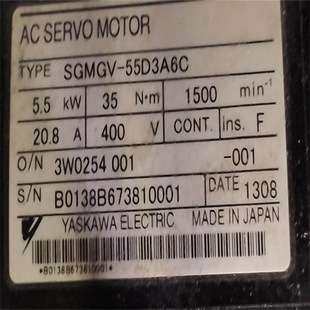 AC SERVO MOTOR
TYPE SGMGV-55D3A6C
5.5 kW 35 N·m 1500 min⁻¹
20.8 A 400 V CONT. ins. F
O/N 3W0254 001 -001
S/N B0138B673810001 DATE 1308
YASKAWA ELECTRIC MADE IN JAPAN
*B0138B673810001*